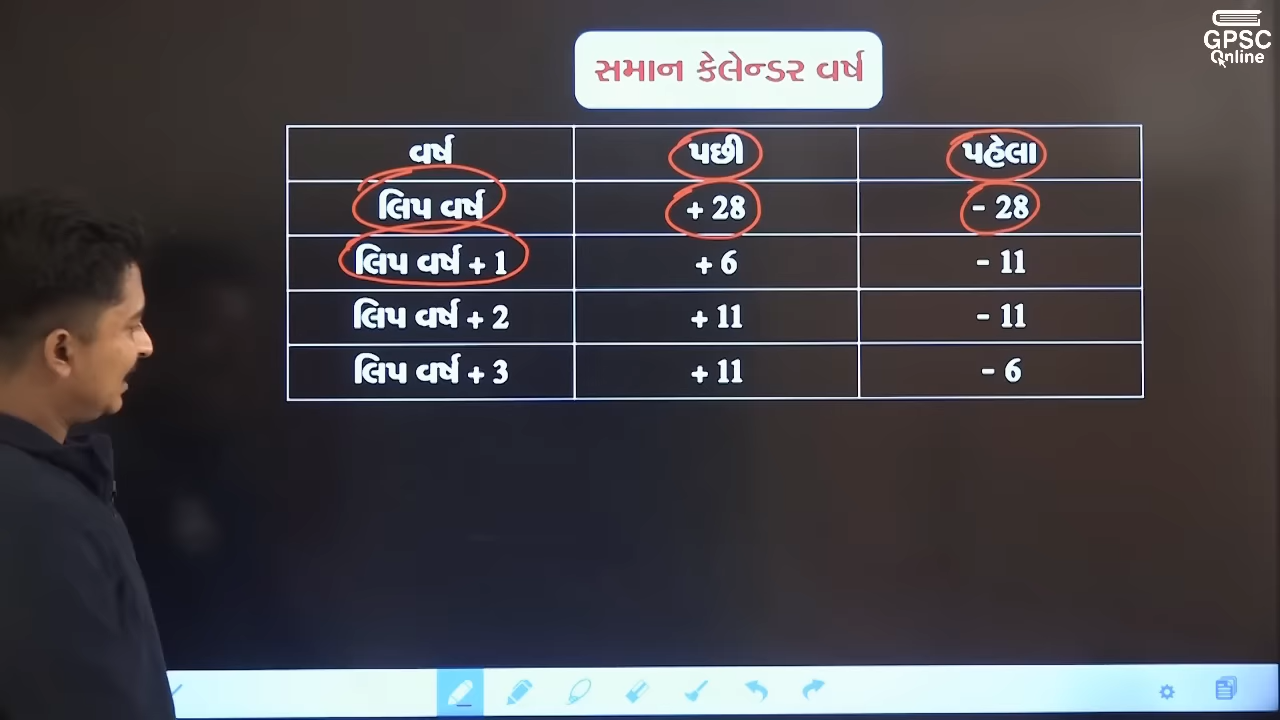 GPSC
Online
સમાન કેલેન્ડર વર્ષ
વર્ષ પછી પહેલા
લિપ વર્ષ + 28 - 28
લિપ વર્ષ + 1 + 6 - 11
લિપ વર્ષ + 2 + 11 - 11
લિપ વર્ષ + 3 + 11 - 6